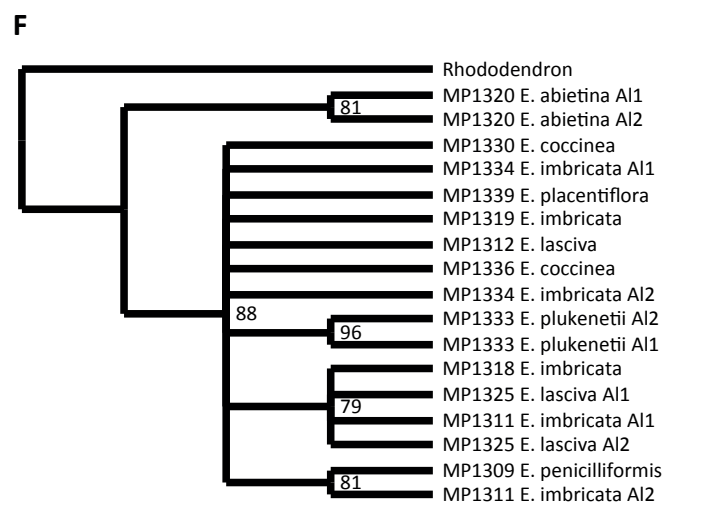 F
Rhododendron
MP1320 E. abietina Al1
81
MP1320 E. abietina Al2
MP1330 E. coccinea
MP1334 E. imbricata Al1
MP1339 E. placentiflora
MP1319 E. imbricata
MP1312 E. lasciva
MP1336 E. coccinea
MP1334 E. imbricata Al2
88
MP1333 E. plukenetii Al2
96
MP1333 E. plukenetii Al1
MP1318 E. imbricata
MP1325 E. lasciva Al1
79
MP1311 E. imbricata Al1
MP1325 E. lasciva Al2
MP1309 E. penicilliformis
81
MP1311 E. imbricata Al2